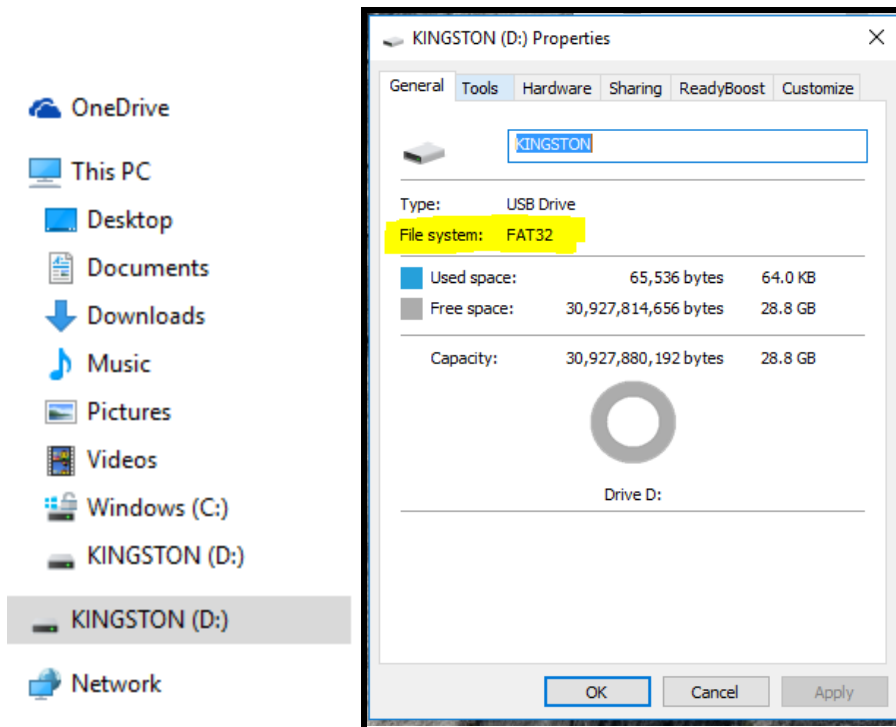 OneDrive
This PC
Desktop
Documents
Downloads
Music
Pictures
Videos
Windows (C:)
KINGSTON (D:)
KINGSTON (D:)
Network
KINGSTON (D:) Properties
General Tools Hardware Sharing ReadyBoost Customize
KINGSTON
Type: USB Drive
File system: FAT32
Used space: 65,536 bytes 64.0 KB
Free space: 30,927,814,656 bytes 28.8 GB
Capacity: 30,927,880,192 bytes 28.8 GB
Drive D:
OK Cancel Apply